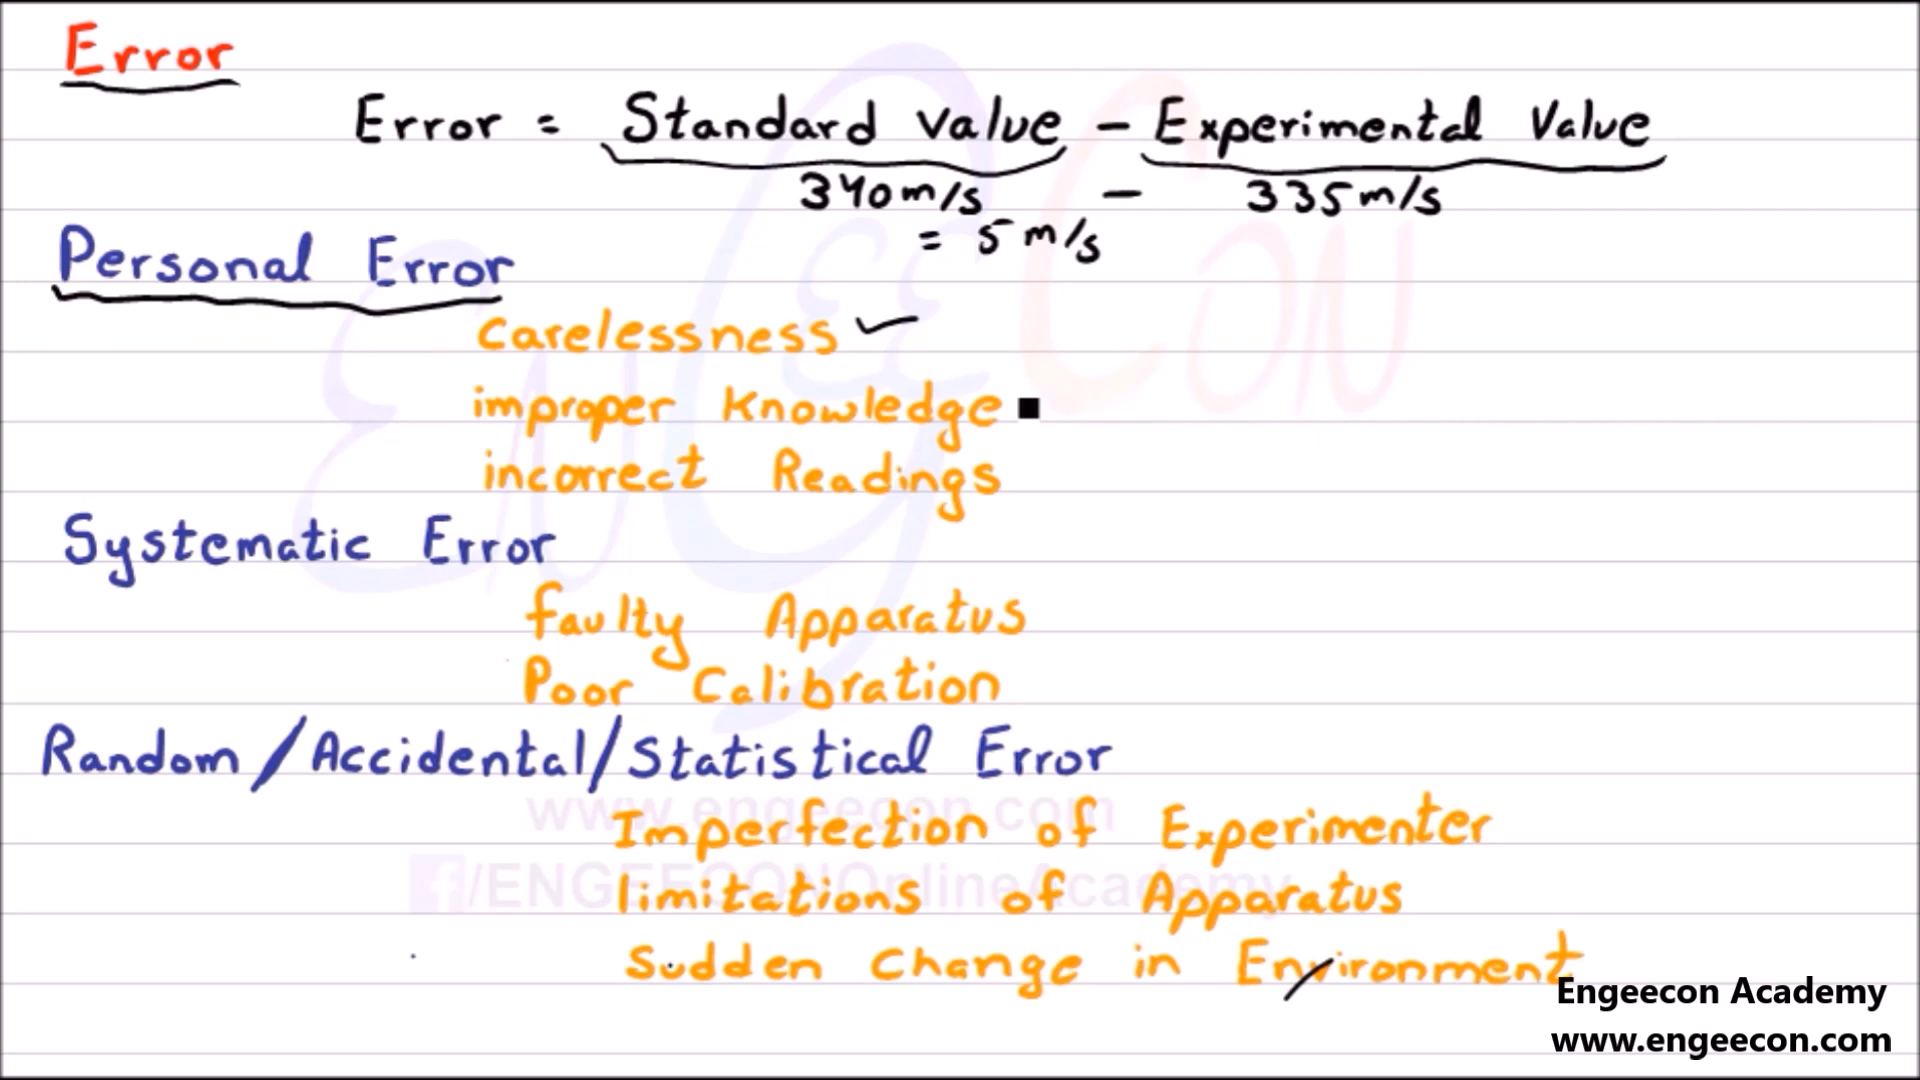 Error
Error = Standard value - Experimental Value
340m/s - 335m/s
= 5 m/s
Personal Error
Carelessness
improper Knowledge
incorrect Readings
Systematic Error
faulty Apparatus
Poor Calibration
Random/Accidental/Statistical Error
www.engeecon.com
Imperfection of Experimenter
/ENGEECONOnlineAcademy
limitations of Apparatus
Sudden Change in Environment
EnGeeCon
Engeecon Academy
www.engeecon.com